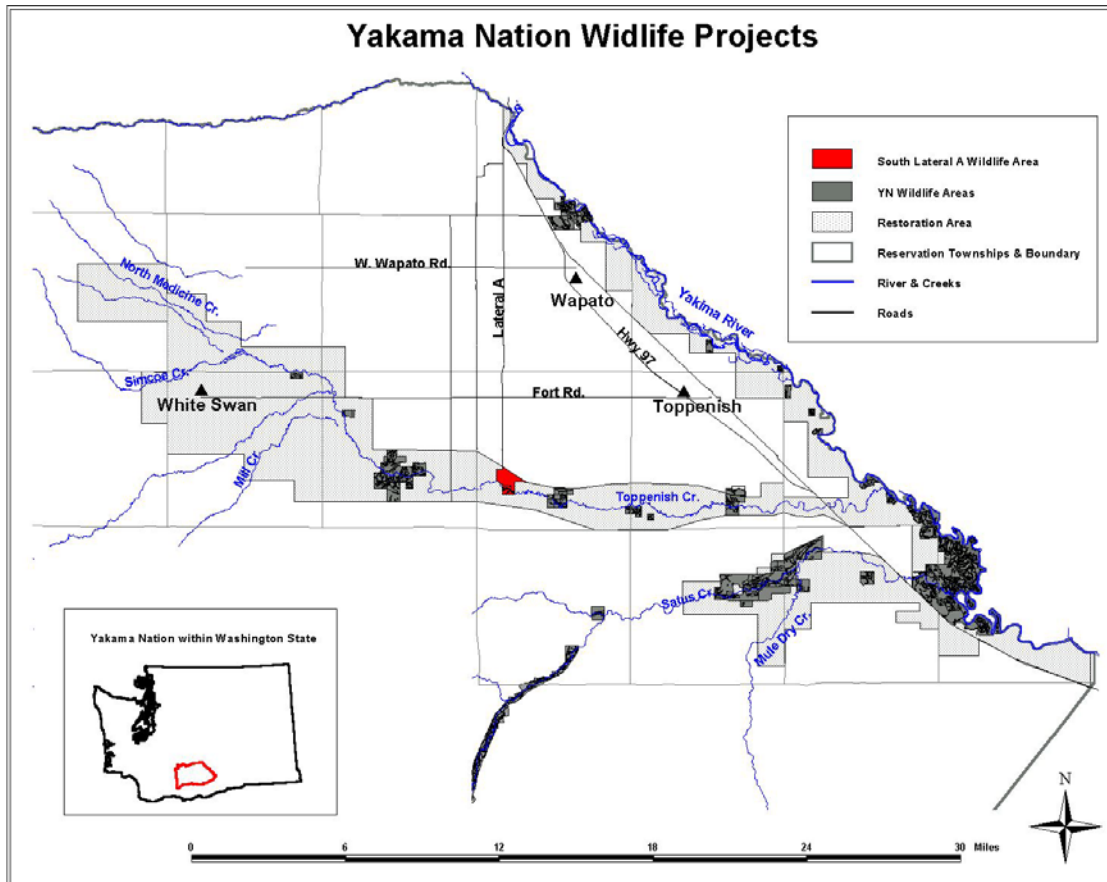 Yakama Nation Widlife Projects
South Lateral A Wildlife Area
YN Wildlife Areas
Restoration Area
Reservation Townships & Boundary
River & Creeks
Roads
W. Wapato Rd.
North Medicine Cr.
Lateral A
Wapato
Yakima River
Hwy 97
Simcoe Cr.
White Swan
Fort Rd.
Toppenish
Mill Cr.
Toppenish Cr.
Satus Cr.
Mule Dry Cr.
Yakama Nation within Washington State
N
0 6 12 18 24 30 Miles